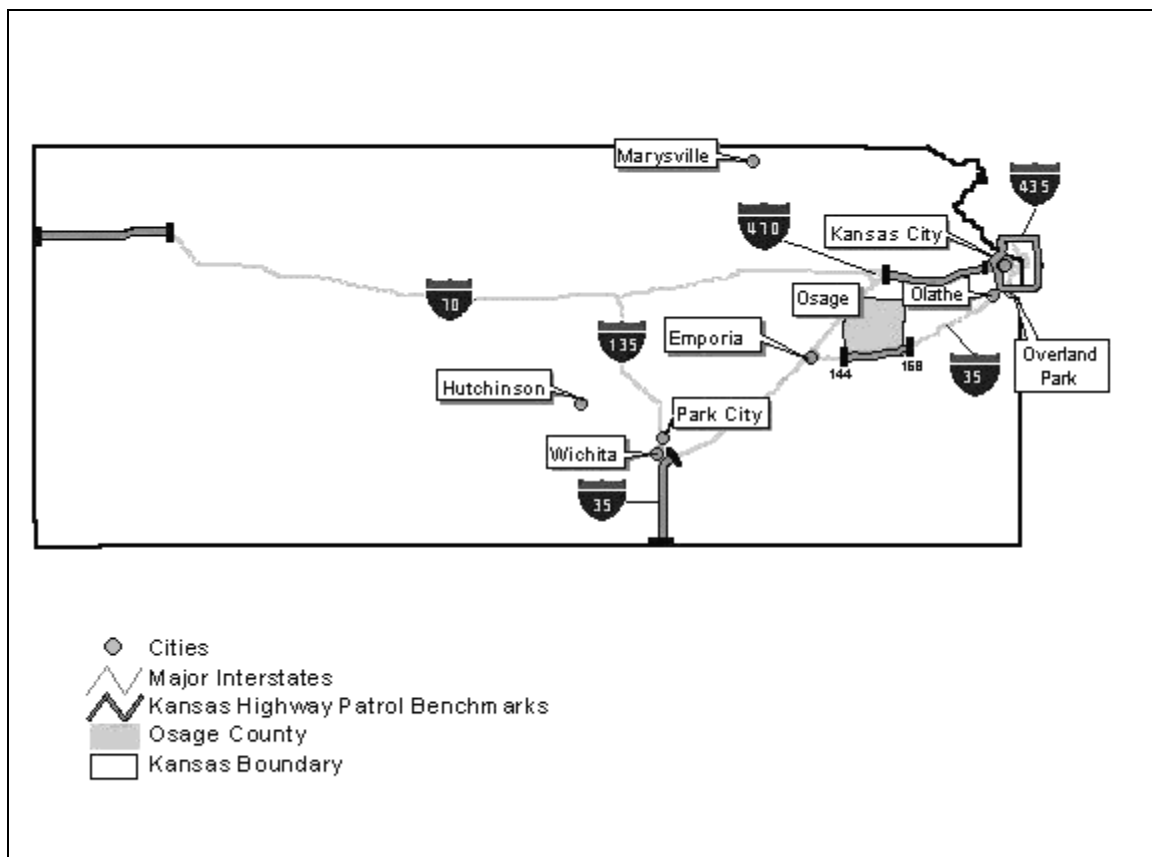 Marysville
435
470
Kansas City
Osage
Olathe
70
Emporia
135
144
168
35
Overland
Park
Hutchinson
Park City
Wichita
35
Cities
Major Interstates
Kansas Highway Patrol Benchmarks
Osage County
Kansas Boundary